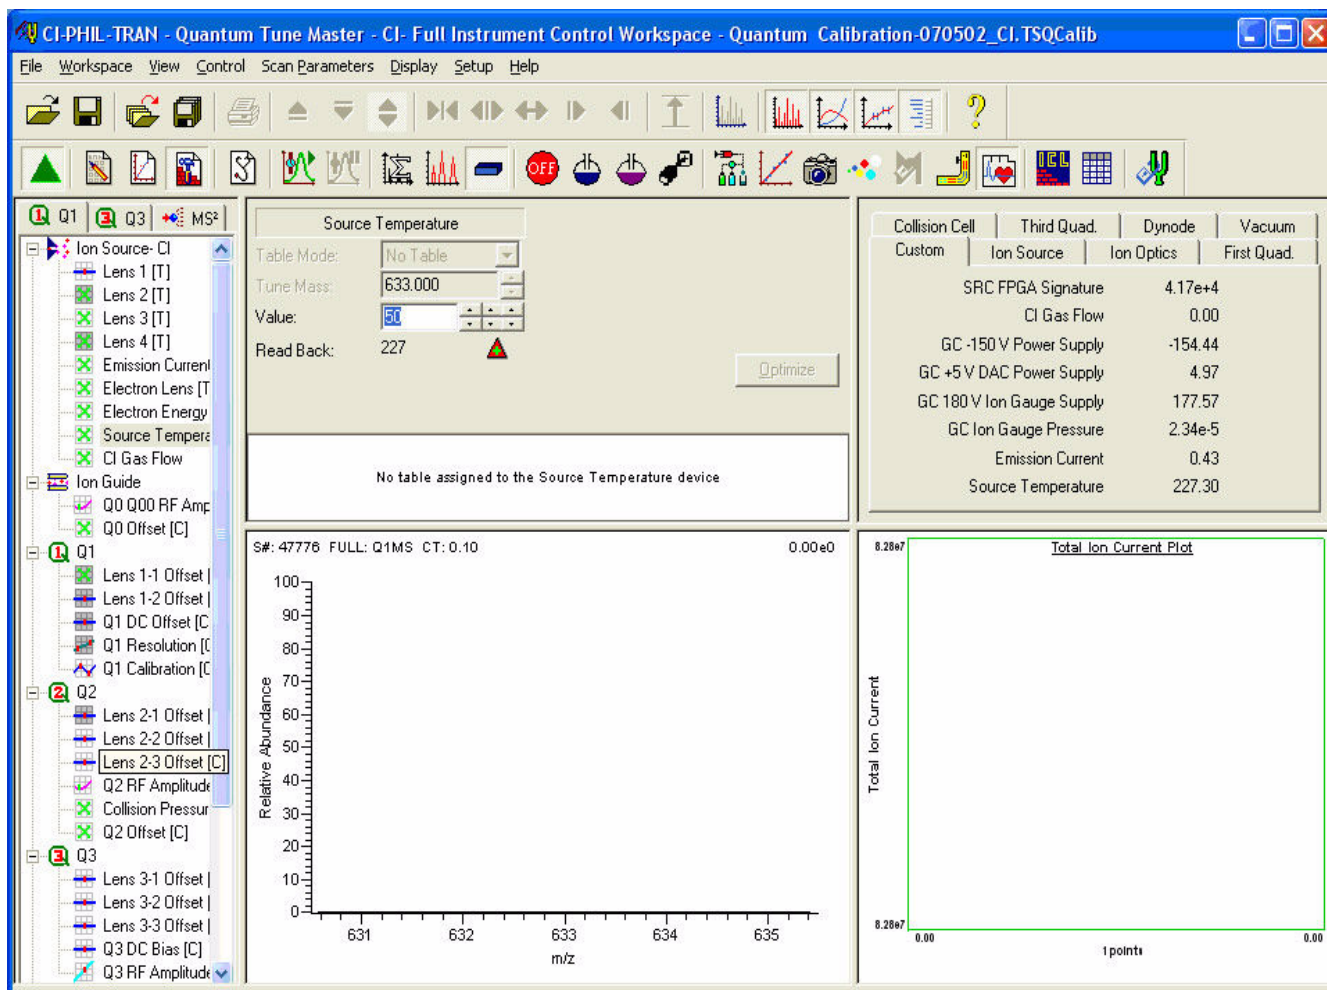 CI-PHIL-TRAN - Quantum Tune Master - CI- Full Instrument Control Workspace - Quantum Calibration-070502_CI.TSQCalib
File Workspace View Control Scan Parameters Display Setup Help
OFF
ICL
1 Q1 3 Q3 MS²
Ion Source- CI
Lens 1 [T]
Lens 2 [T]
Lens 3 [T]
Lens 4 [T]
Emission Current
Electron Lens [T
Electron Energy
Source Tempera
CI Gas Flow
Ion Guide
Q0 Q00 RF Amp
Q0 Offset [C]
1 Q1
Lens 1-1 Offset [
Lens 1-2 Offset [
Q1 DC Offset [C
Q1 Resolution [C
Q1 Calibration [C
2 Q2
Lens 2-1 Offset [
Lens 2-2 Offset [
Lens 2-3 Offset [C]
Q2 RF Amplitude
Collision Pressur
Q2 Offset [C]
3 Q3
Lens 3-1 Offset [
Lens 3-2 Offset [
Lens 3-3 Offset [
Q3 DC Bias [C]
Q3 RF Amplitude
Source Temperature
Table Mode: No Table
Tune Mass: 633.000
Value: 50
Read Back: 227
Optimize
No table assigned to the Source Temperature device
Collision Cell Third Quad. Dynode Vacuum
Custom Ion Source Ion Optics First Quad.
SRC FPGA Signature 4.17e+4
CI Gas Flow 0.00
GC -150 V Power Supply -154.44
GC +5 V DAC Power Supply 4.97
GC 180 V Ion Gauge Supply 177.57
GC Ion Gauge Pressure 2.34e-5
Emission Current 0.43
Source Temperature 227.30
S#: 47776 FULL: Q1MS CT: 0.10 0.00e0
Relative Abundance
100
90
80
70
60
50
40
30
20
10
0
631 632 633 634 635
m/z
8.28e7 Total Ion Current Plot
Total Ion Current
8.28e7
0.00 0.00
1 points